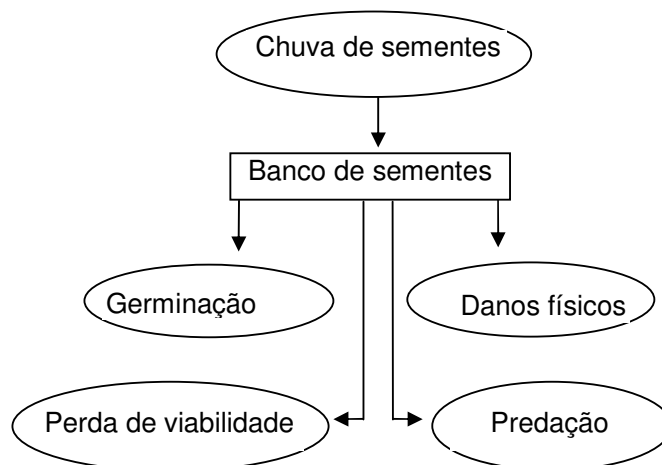 Chuva de sementes
Banco de sementes
Germinação
Danos físicos
Perda de viabilidade
Predação